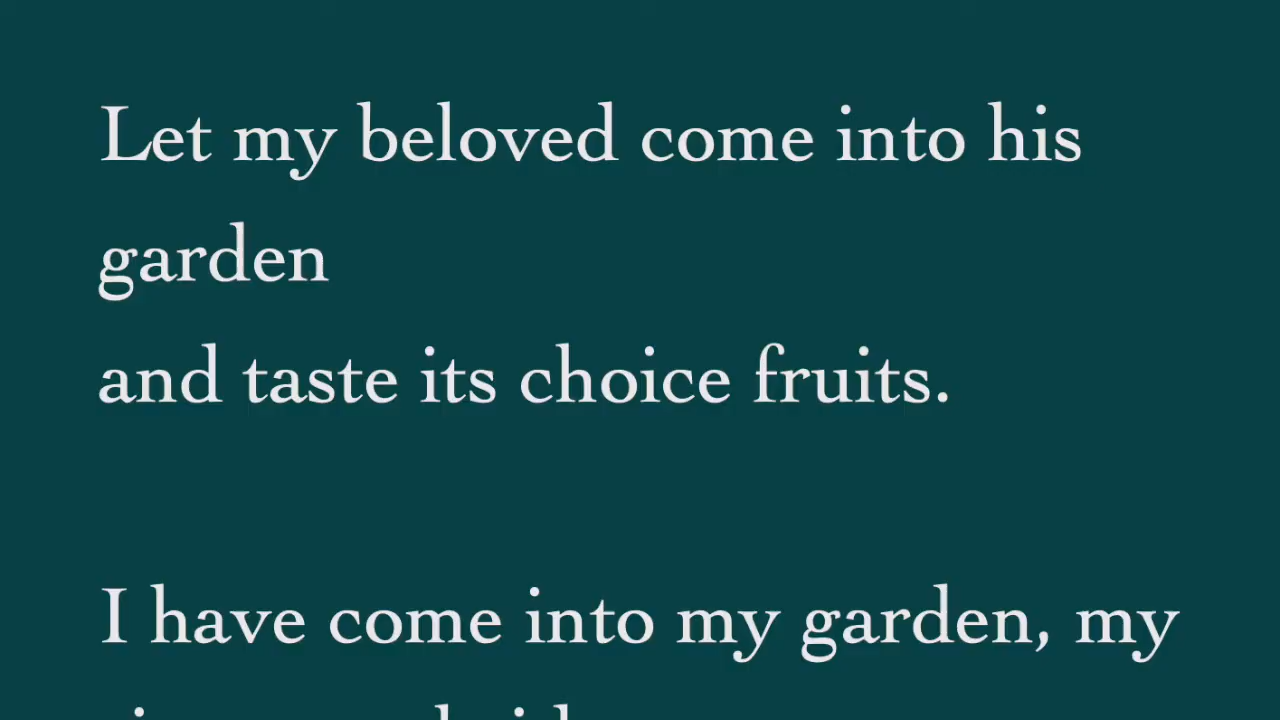 Let my beloved come into his
garden
and taste its choice fruits.
I have come into my garden, my